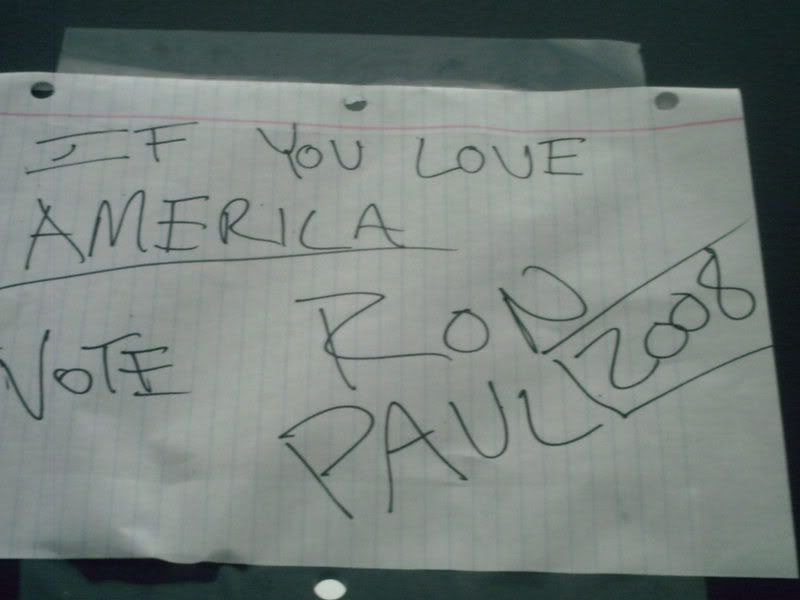 IF YOU LOVE
AMERICA
VOTE RON
PAUL 2008